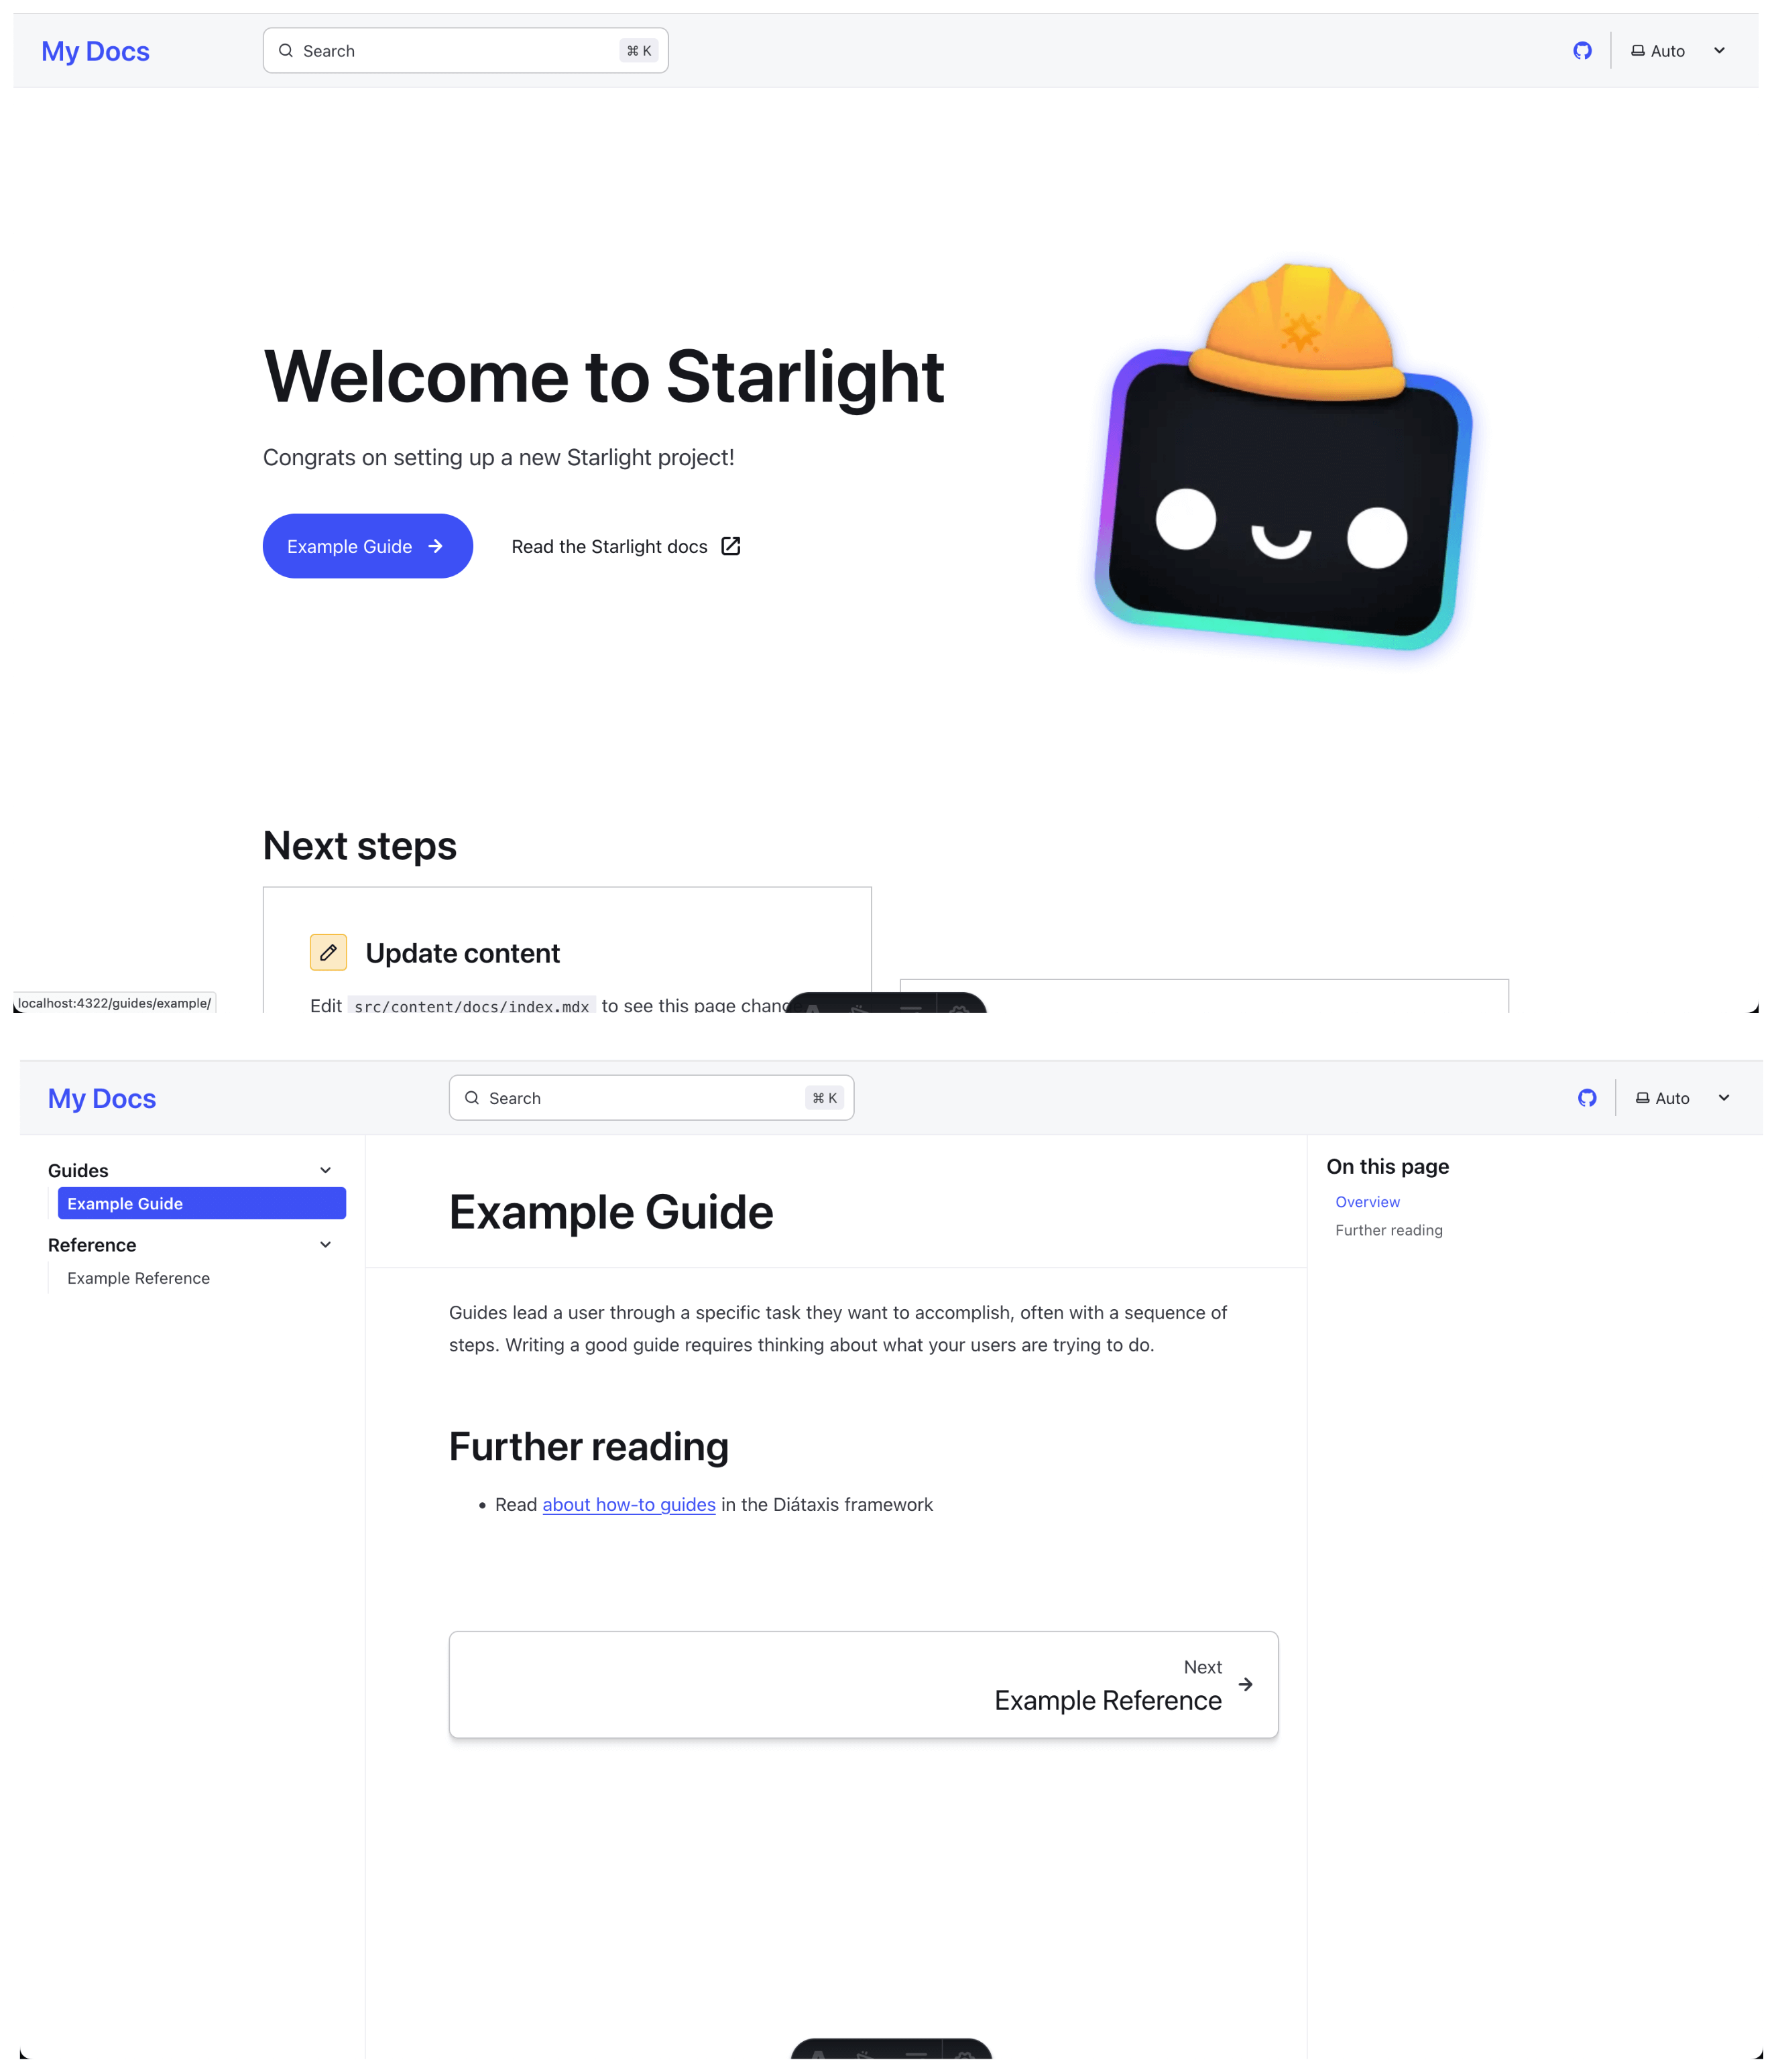 My Docs
Search
⌘ K
Auto
Welcome to Starlight
Congrats on setting up a new Starlight project!
Example Guide
Read the Starlight docs
Next steps
Update content
Edit src/content/docs/index.mdx to see this page
localhost:4322/guides/example/
My Docs
Search
⌘ K
Auto
Guides
Example Guide
Reference
Example Reference
Example Guide
Guides lead a user through a specific task they want to accomplish, often with a sequence of
steps. Writing a good guide requires thinking about what your users are trying to do.
Further reading
Read about how-to guides in the Diátaxis framework
Next
Example Reference
On this page
Overview
Further reading